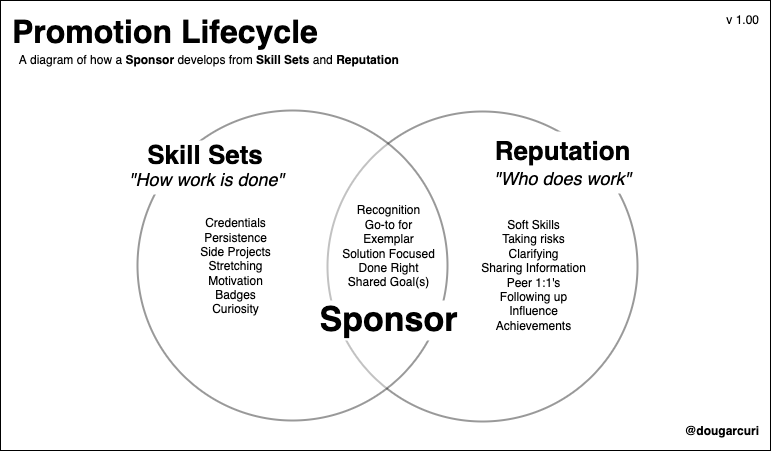 Promotion Lifecycle
v 1.00
A diagram of how a Sponsor develops from Skill Sets and Reputation
Skill Sets
"How work is done"
Credentials
Persistence
Side Projects
Stretching
Motivation
Badges
Curiosity
Recognition
Go-to for
Exemplar
Solution Focused
Done Right
Shared Goal(s)
Sponsor
Reputation
"Who does work"
Soft Skills
Taking risks
Clarifying
Sharing Information
Peer 1:1's
Following up
Influence
Achievements
@dougarcuri